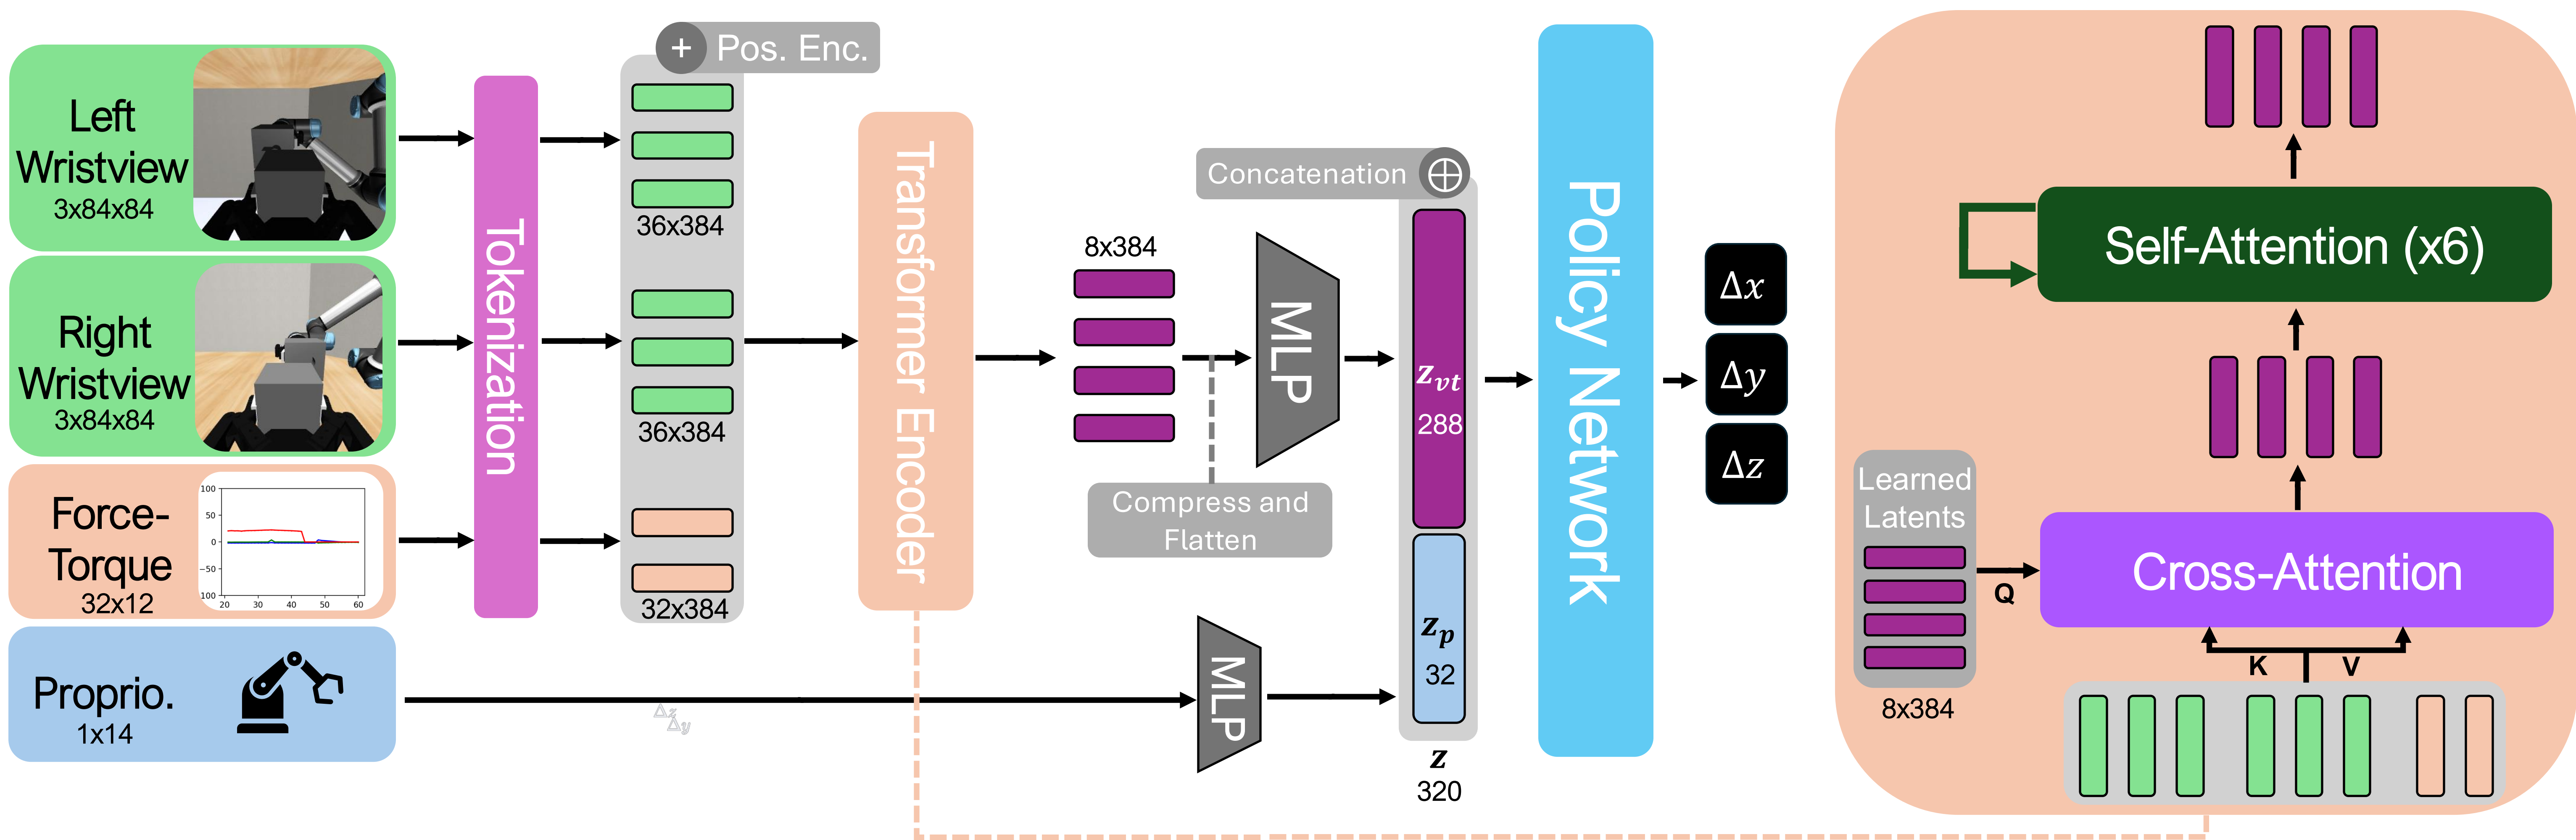 Left
Wristview
3x84x84
Right
Wristview
3x84x84
Force-
Torque
32x12
100
50
0
−50
−100
20 30 40 50 60
Proprio.
1x14
Tokenization
+ Pos. Enc.
36x384
36x384
32x384
Δz
Δy
Transformer Encoder
8x384
Compress and
Flatten
MLP
MLP
Concatenation
z_vt
288
z_p
32
z
320
Policy Network
Δx
Δy
Δz
Self-Attention (x6)
Learned
Latents
8x384
Q
Cross-Attention
K V